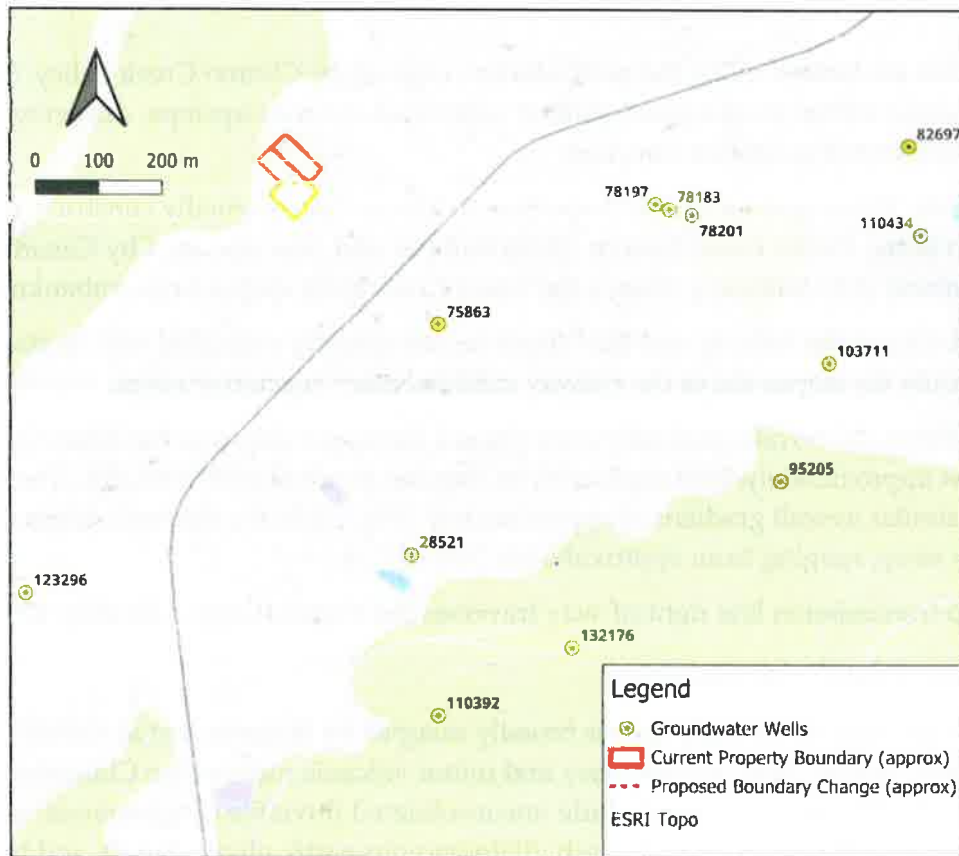 0 100 200 m
82697
78197 78183
78201
110434
75863
103711
95205
28521
123296
132176
110392
Legend
Groundwater Wells
Current Property Boundary (approx)
Proposed Boundary Change (approx)
ESRI Topo